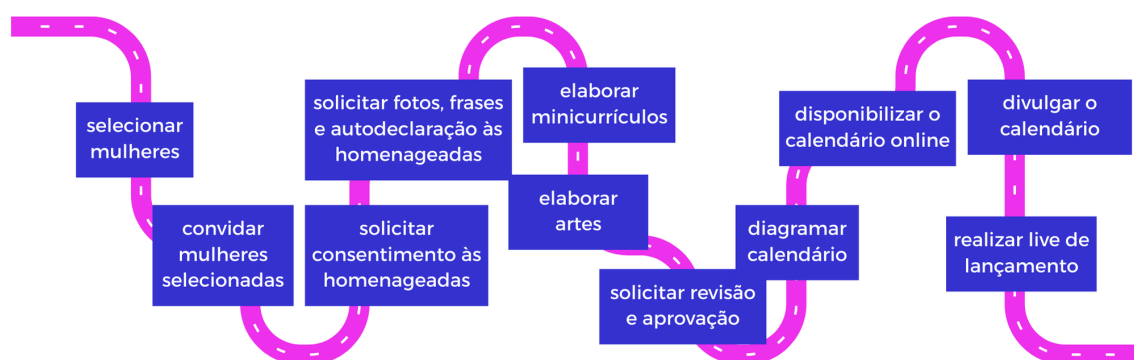 selecionar
mulheres
convidar
mulheres
selecionadas
solicitar
consentimento às
homenageadas
solicitar fotos, frases
e autodeclaração às
homenageadas
elaborar
minicurrículos
elaborar
artes
solicitar revisão
e aprovação
diagramar
calendário
disponibilizar o
calendário online
divulgar o
calendário
realizar live de
lançamento